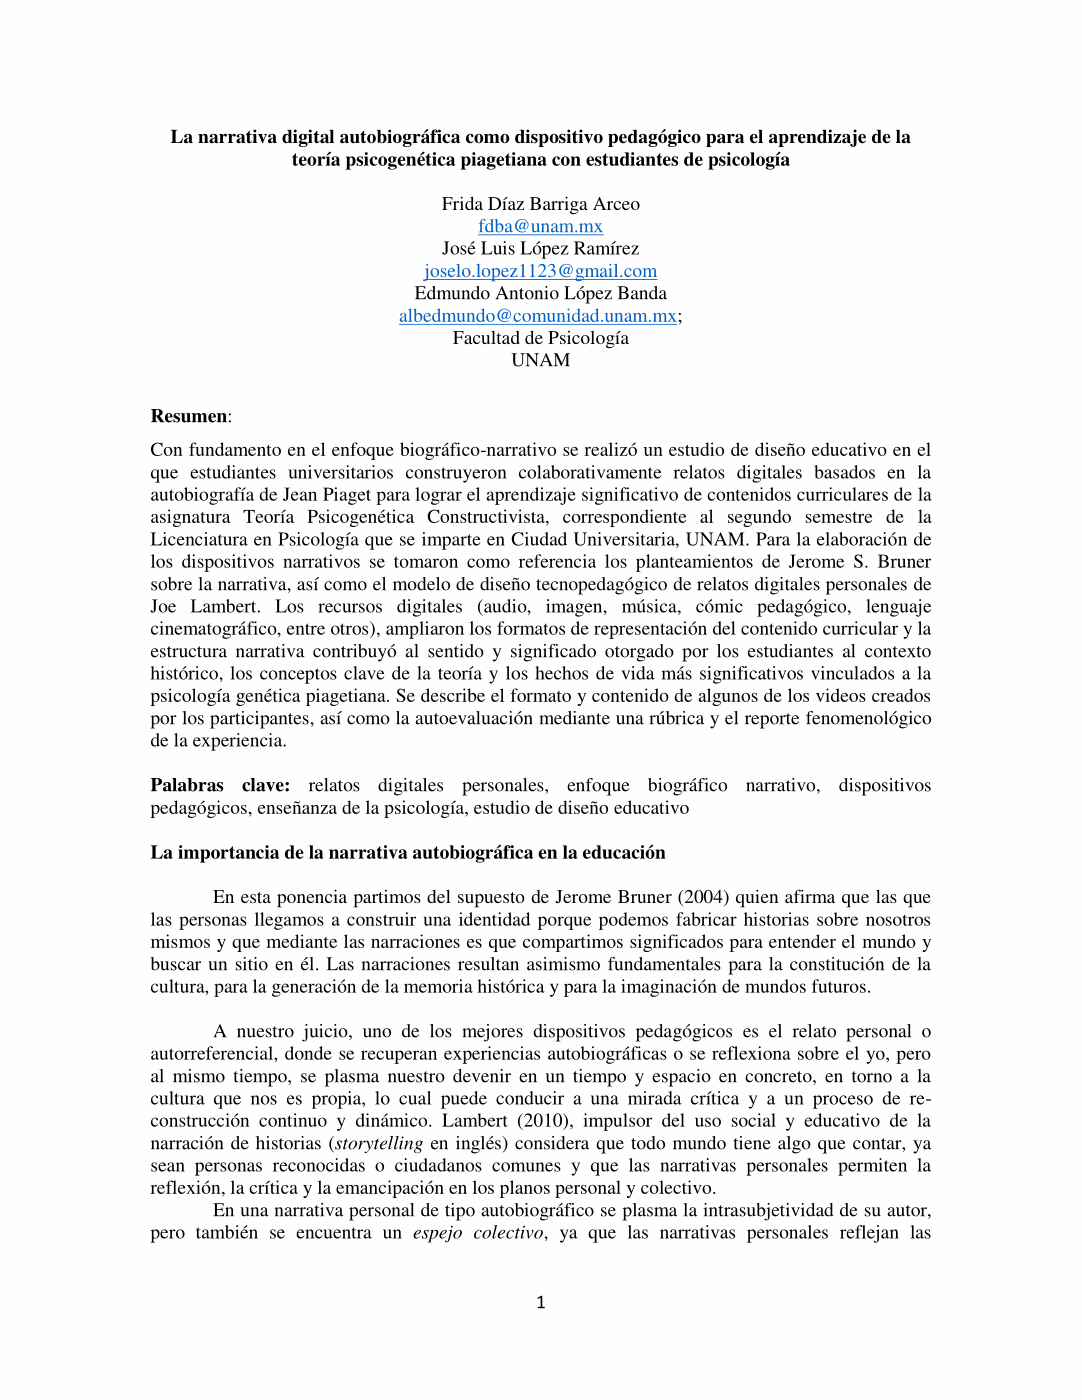 La narrativa digital autobiográfica como dispositivo pedagógico para el aprendizaje de la
teoría psicogenética piagetiana con estudiantes de psicología
Frida Díaz Barriga Arceo
fdba@unam.mx
José Luis López Ramírez
joselo.lopez1123@gmail.com
Edmundo Antonio López Banda
albedmundo@comunidad.unam.mx;
Facultad de Psicología
UNAM
Resumen:
Con fundamento en el enfoque biográfico-narrativo se realizó un estudio de diseño educativo en el
que estudiantes universitarios construyeron colaborativamente relatos digitales basados en la
autobiografía de Jean Piaget para lograr el aprendizaje significativo de contenidos curriculares de la
asignatura Teoría Psicogenética Constructivista, correspondiente al segundo semestre de la
Licenciatura en Psicología que se imparte en Ciudad Universitaria, UNAM. Para la elaboración de
los dispositivos narrativos se tomaron como referencia los planteamientos de Jerome S. Bruner
sobre la narrativa, así como el modelo de diseño tecnopedagógico de relatos digitales personales de
Joe Lambert. Los recursos digitales (audio, imagen, música, cómic pedagógico, lenguaje
cinematográfico, entre otros), ampliaron los formatos de representación del contenido curricular y la
estructura narrativa contribuyó al sentido y significado otorgado por los estudiantes al contexto
histórico, los conceptos clave de la teoría y los hechos de vida más significativos vinculados a la
psicología genética piagetiana. Se describe el formato y contenido de algunos de los videos creados
por los participantes, así como la autoevaluación mediante una rúbrica y el reporte fenomenológico
de la experiencia.
Palabras clave: relatos digitales personales, enfoque biográfico narrativo, dispositivos
pedagógicos, enseñanza de la psicología, estudio de diseño educativo
La importancia de la narrativa autobiográfica en la educación
En esta ponencia partimos del supuesto de Jerome Bruner (2004) quien afirma que las que
las personas llegamos a construir una identidad porque podemos fabricar historias sobre nosotros
mismos y que mediante las narraciones es que compartimos significados para entender el mundo y
buscar un sitio en él. Las narraciones resultan asimismo fundamentales para la constitución de la
cultura, para la generación de la memoria histórica y para la imaginación de mundos futuros.
A nuestro juicio, uno de los mejores dispositivos pedagógicos es el relato personal o
autorreferencial, donde se recuperan experiencias autobiográficas o se reflexiona sobre el yo, pero
al mismo tiempo, se plasma nuestro devenir en un tiempo y espacio en concreto, en torno a la
cultura que nos es propia, lo cual puede conducir a una mirada crítica y a un proceso de re-
construcción continuo y dinámico. Lambert (2010), impulsor del uso social y educativo de la
narración de historias (storytelling en inglés) considera que todo mundo tiene algo que contar, ya
sean personas reconocidas o ciudadanos comunes y que las narrativas personales permiten la
reflexión, la crítica y la emancipación en los planos personal y colectivo.
En una narrativa personal de tipo autobiográfico se plasma la intrasubjetividad de su autor,
pero también se encuentra un espejo colectivo, ya que las narrativas personales reflejan las
1